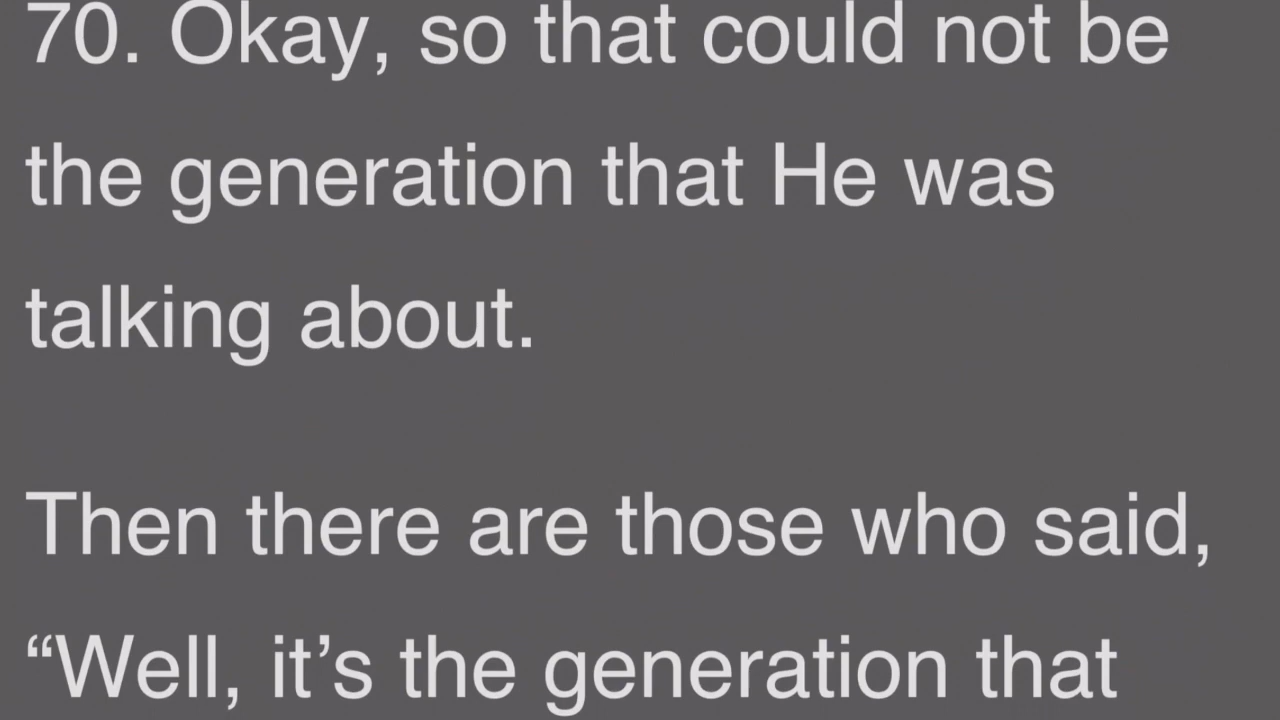 70. Okay, so that could not be
the generation that He was
talking about.
Then there are those who said,
“Well, it’s the generation that